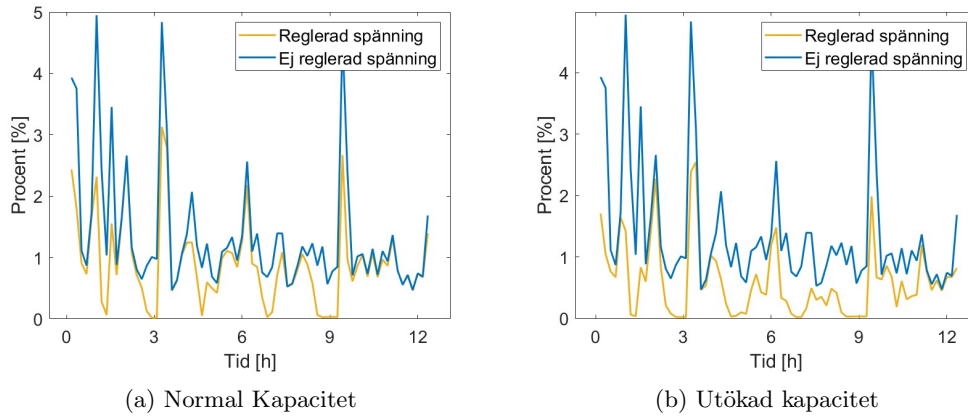 5
4
3
2
1
0
Procent [%]
Reglerad spänning
Ej reglerad spänning
0 3 6 9 12
Tid [h]
(a) Normal Kapacitet
5
4
3
2
1
0
Procent [%]
Reglerad spänning
Ej reglerad spänning
0 3 6 9 12
Tid [h]
(b) Utökad kapacitet